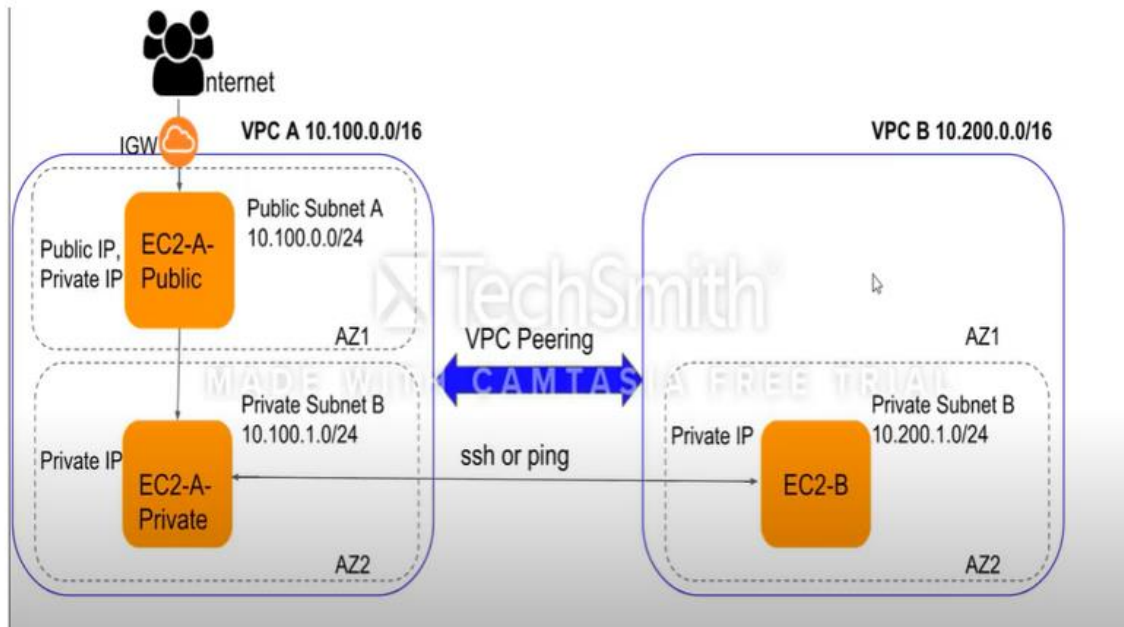 nternet
IGW
VPC A 10.100.0.0/16
VPC B 10.200.0.0/16
Public Subnet A
10.100.0.0/24
Public IP,
Private IP
EC2-A-
Public
AZ1
TechSmith
VPC Peering
MADE WITH CAMTASIA FREE TRIAL
AZ1
Private Subnet B
10.100.1.0/24
Private IP
EC2-A-
Private
AZ2
ssh or ping
Private Subnet B
10.200.1.0/24
Private IP
EC2-B
AZ2